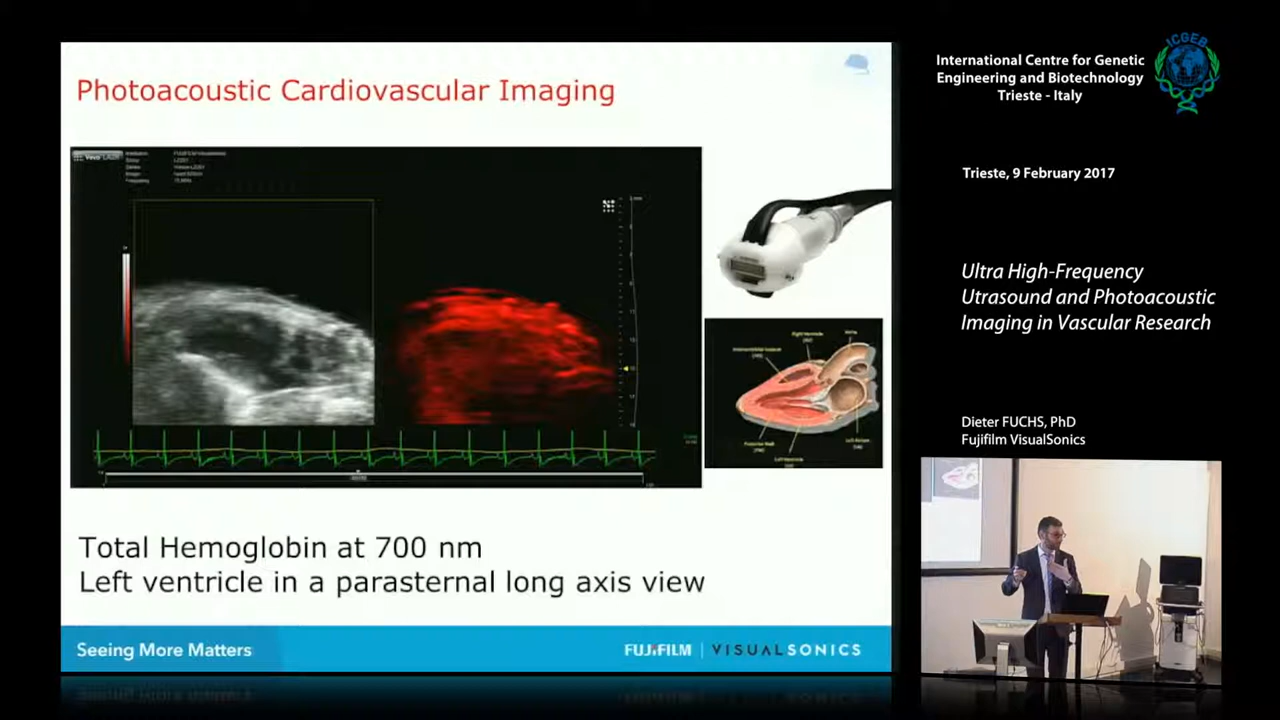 Photoacoustic Cardiovascular Imaging
Total Hemoglobin at 700 nm
Left ventricle in a parasternal long axis view
Seeing More Matters
FUJIFILM | VISUALSONICS
ICGEB
International Centre for Genetic
Engineering and Biotechnology
Trieste - Italy
Trieste, 9 February 2017
Ultra High-Frequency
Utrasound and Photoacoustic
Imaging in Vascular Research
Dieter FUCHS, PhD
Fujifilm VisualSonics